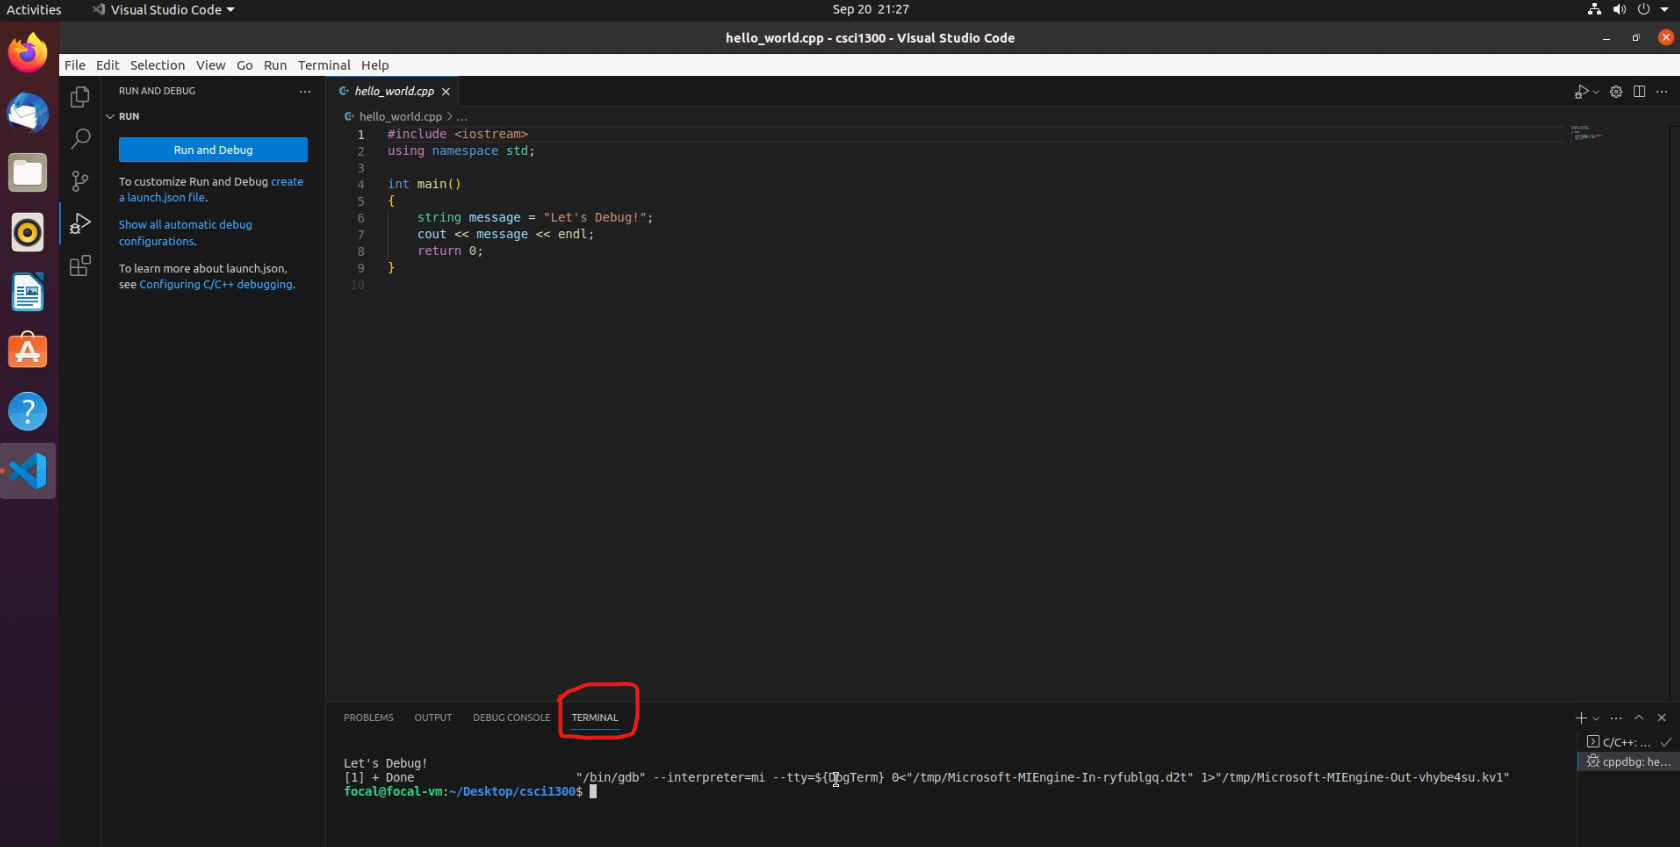 Activities Visual Studio Code Sep 20 21:27
hello_world.cpp - csci1300 - Visual Studio Code
File Edit Selection View Go Run Terminal Help
RUN AND DEBUG
RUN
Run and Debug
To customize Run and Debug create
a launch.json file.
Show all automatic debug
configurations.
To learn more about launch.json,
see Configuring C/C++ debugging.
hello_world.cpp
hello_world.cpp > ...
1 #include <iostream>
2 using namespace std;
3
4 int main()
5 {
6 string message = "Let's Debug!";
7 cout << message << endl;
8 return 0;
9 }
10
PROBLEMS OUTPUT DEBUG CONSOLE TERMINAL
Let's Debug!
[1] + Done "/bin/gdb" --interpreter=mi --tty=${DbgTerm} 0<"/tmp/Microsoft-MIEngine-In-ryfublgq.d2t" 1>"/tmp/Microsoft-MIEngine-Out-vhybe4su.kv1"
focal@focal-vm:~/Desktop/csci1300$
C/C++: ...
cppdbg: he...